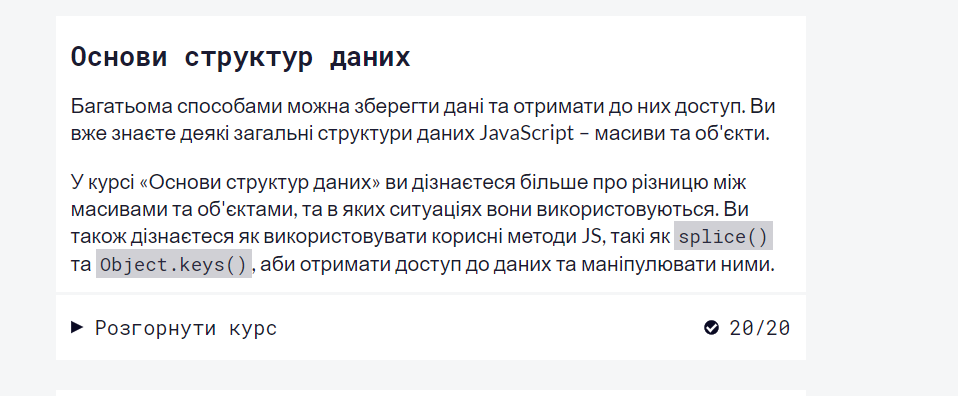 Основи структур даних
Багатьома способами можна зберегти дані та отримати до них доступ. Ви
вже знаєте деякі загальні структури даних JavaScript – масиви та об'єкти.
У курсі «Основи структур даних» ви дізнаєтеся більше про різницю між
масивами та об'єктами, та в яких ситуаціях вони використовуються. Ви
також дізнаєтеся як використовувати корисні методи JS, такі як splice()
та Object.keys(), аби отримати доступ до даних та маніпулювати ними.
Розгорнути курс 20/20